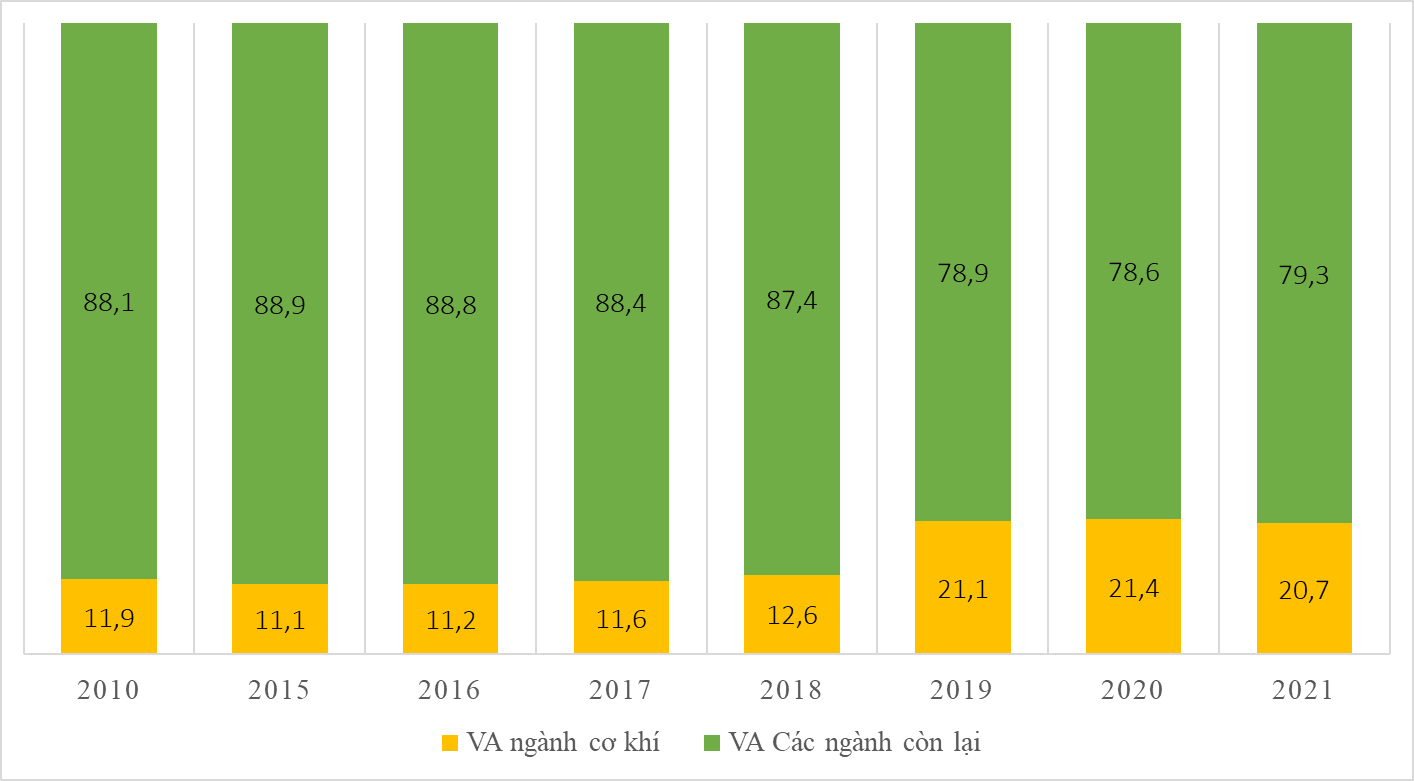 88,1 88,9 88,8 88,4 87,4 78,9 78,6 79,3
11,9 11,1 11,2 11,6 12,6 21,1 21,4 20,7
2010 2015 2016 2017 2018 2019 2020 2021
VA ngành cơ khí VA Các ngành còn lại